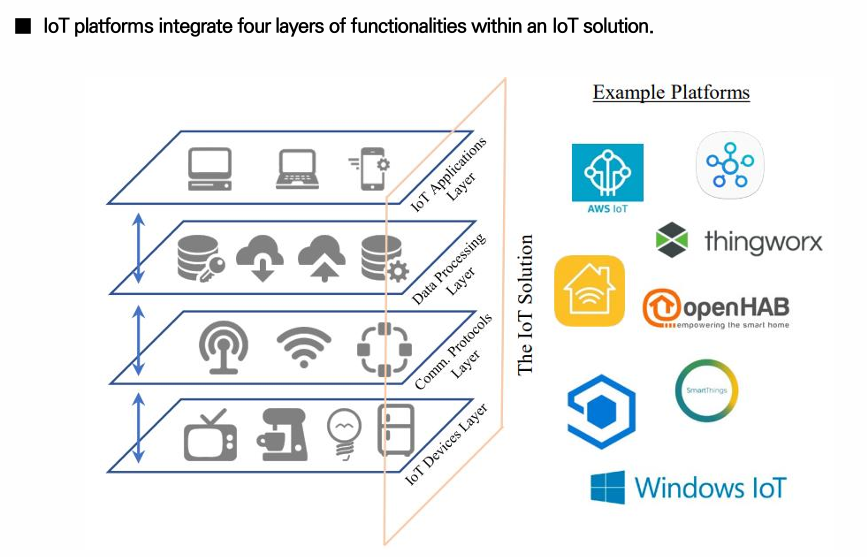 ■ IoT platforms integrate four layers of functionalities within an IoT solution.
Example Platforms
IoT Applications
Layer
Data Processing
Layer
Comm. Protocols
Layer
IoT Devices Layer
The IoT Solution
AWS IoT
thingworx
openHAB
empowering the smart home
SmartThings
Windows IoT